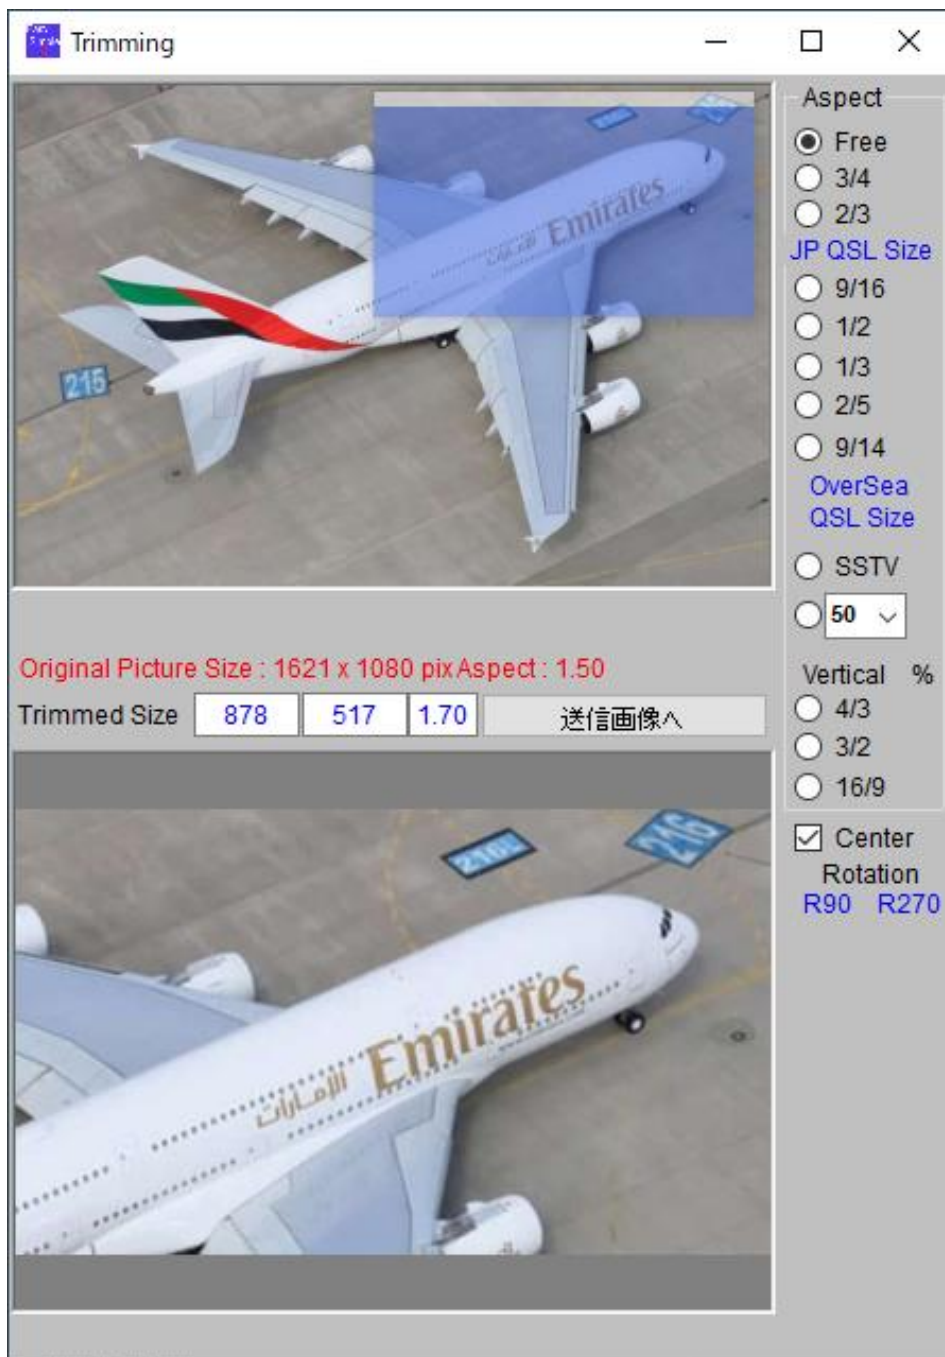 Trimming
Aspect
Free
3/4
2/3
JP QSL Size
9/16
1/2
1/3
2/5
9/14
OverSea
QSL Size
SSTV
50
Vertical %
4/3
3/2
16/9
Center
Rotation
R90 R270
Emirates
الإمارات
215
Original Picture Size : 1621 x 1080 pix Aspect : 1.50
Trimmed Size 878 517 1.70 送信画像へ
216
Emirates
الإمارات